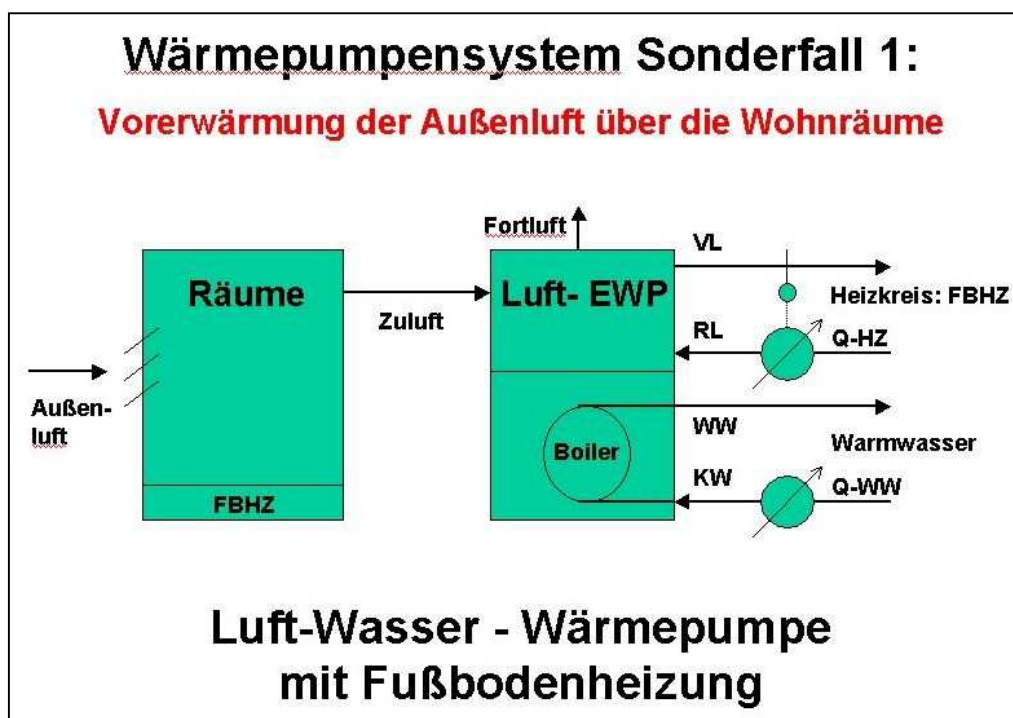 Wärmepumpensystem Sonderfall 1:
Vorerwärmung der Außenluft über die Wohnräume
Fortluft
VL
Räume
Luft- EWP
Heizkreis: FBHZ
Zuluft
RL
Q-HZ
Außen-
luft
WW
Boiler
Warmwasser
KW
Q-WW
FBHZ
Luft-Wasser - Wärmepumpe
mit Fußbodenheizung